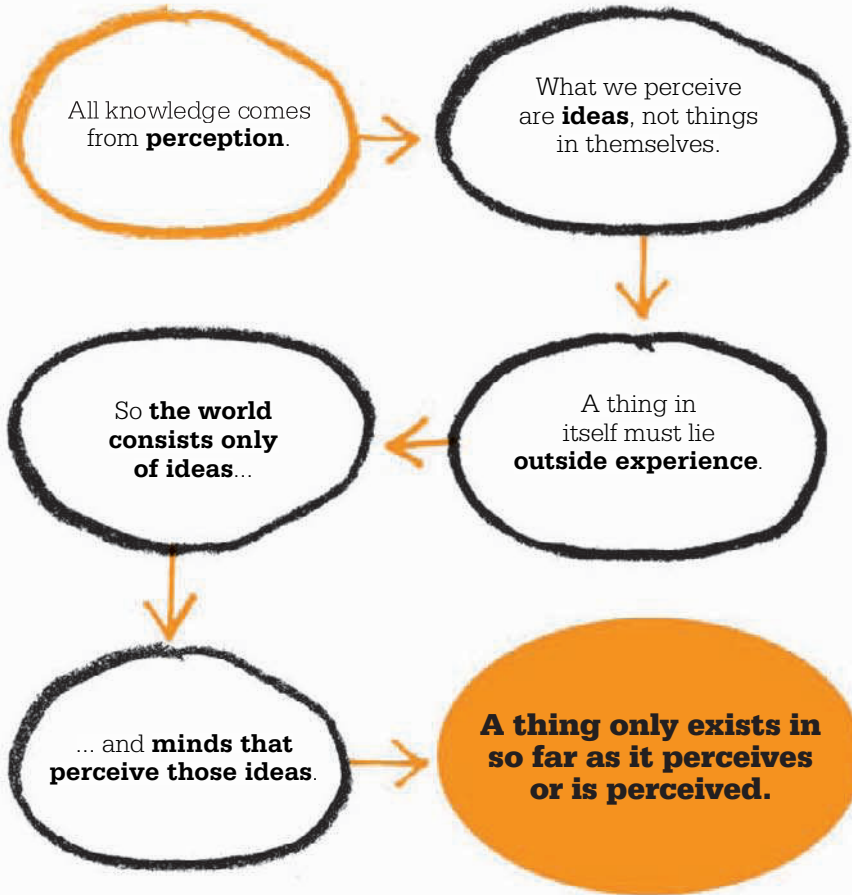 All knowledge comes
from perception.
What we perceive
are ideas, not things
in themselves.
A thing in
itself must lie
outside experience.
So the world
consists only
of ideas...
... and minds that
perceive those ideas.
A thing only exists in
so far as it perceives
or is perceived.